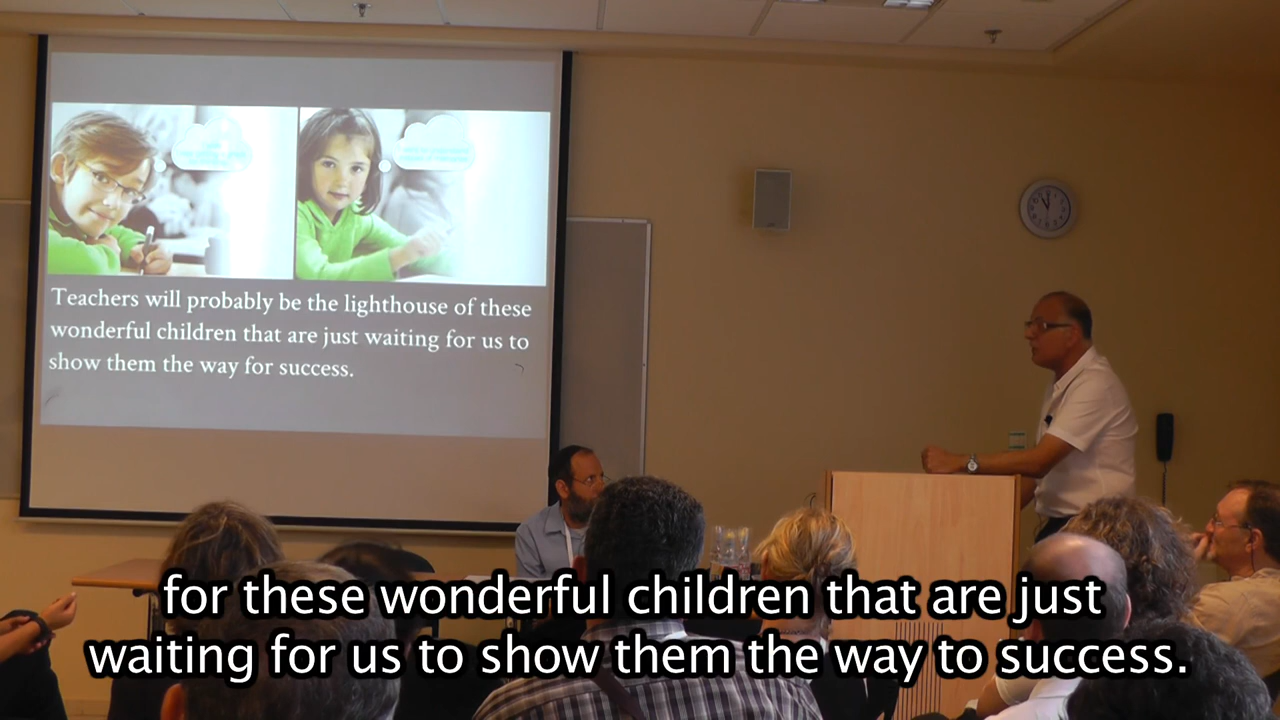 Teachers will probably be the lighthouse of these
wonderful children that are just waiting for us to
show them the way for success.
for these wonderful children that are just
waiting for us to show them the way to success.